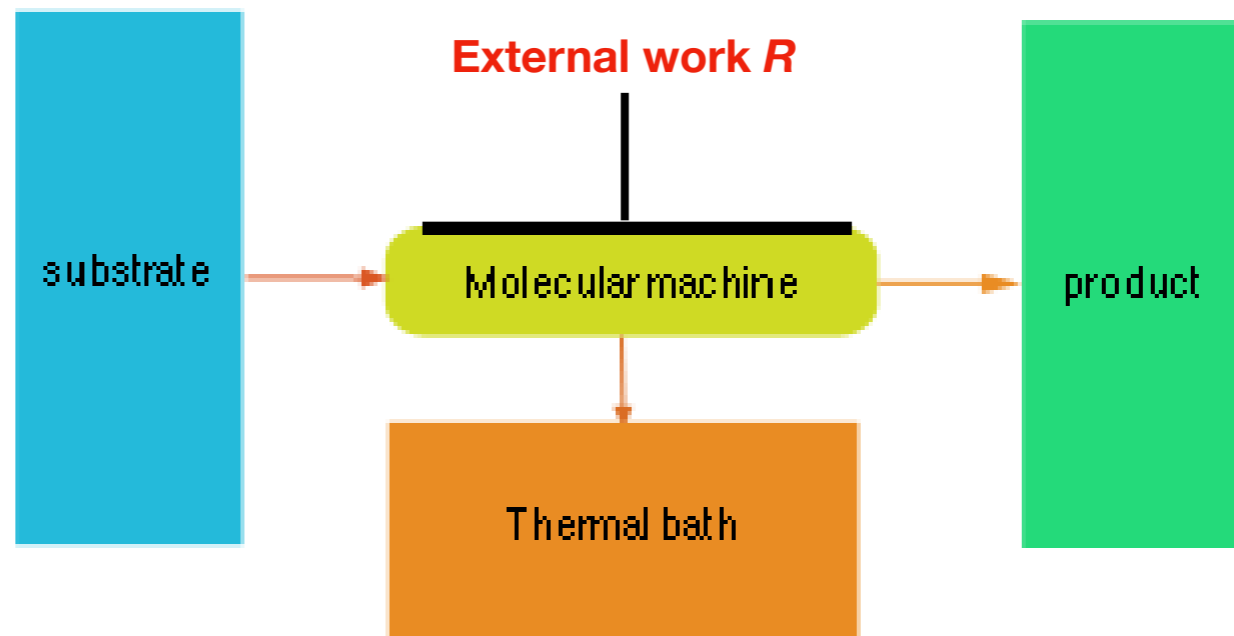 External work R
substrate
Molecular machine
product
Thermal bath